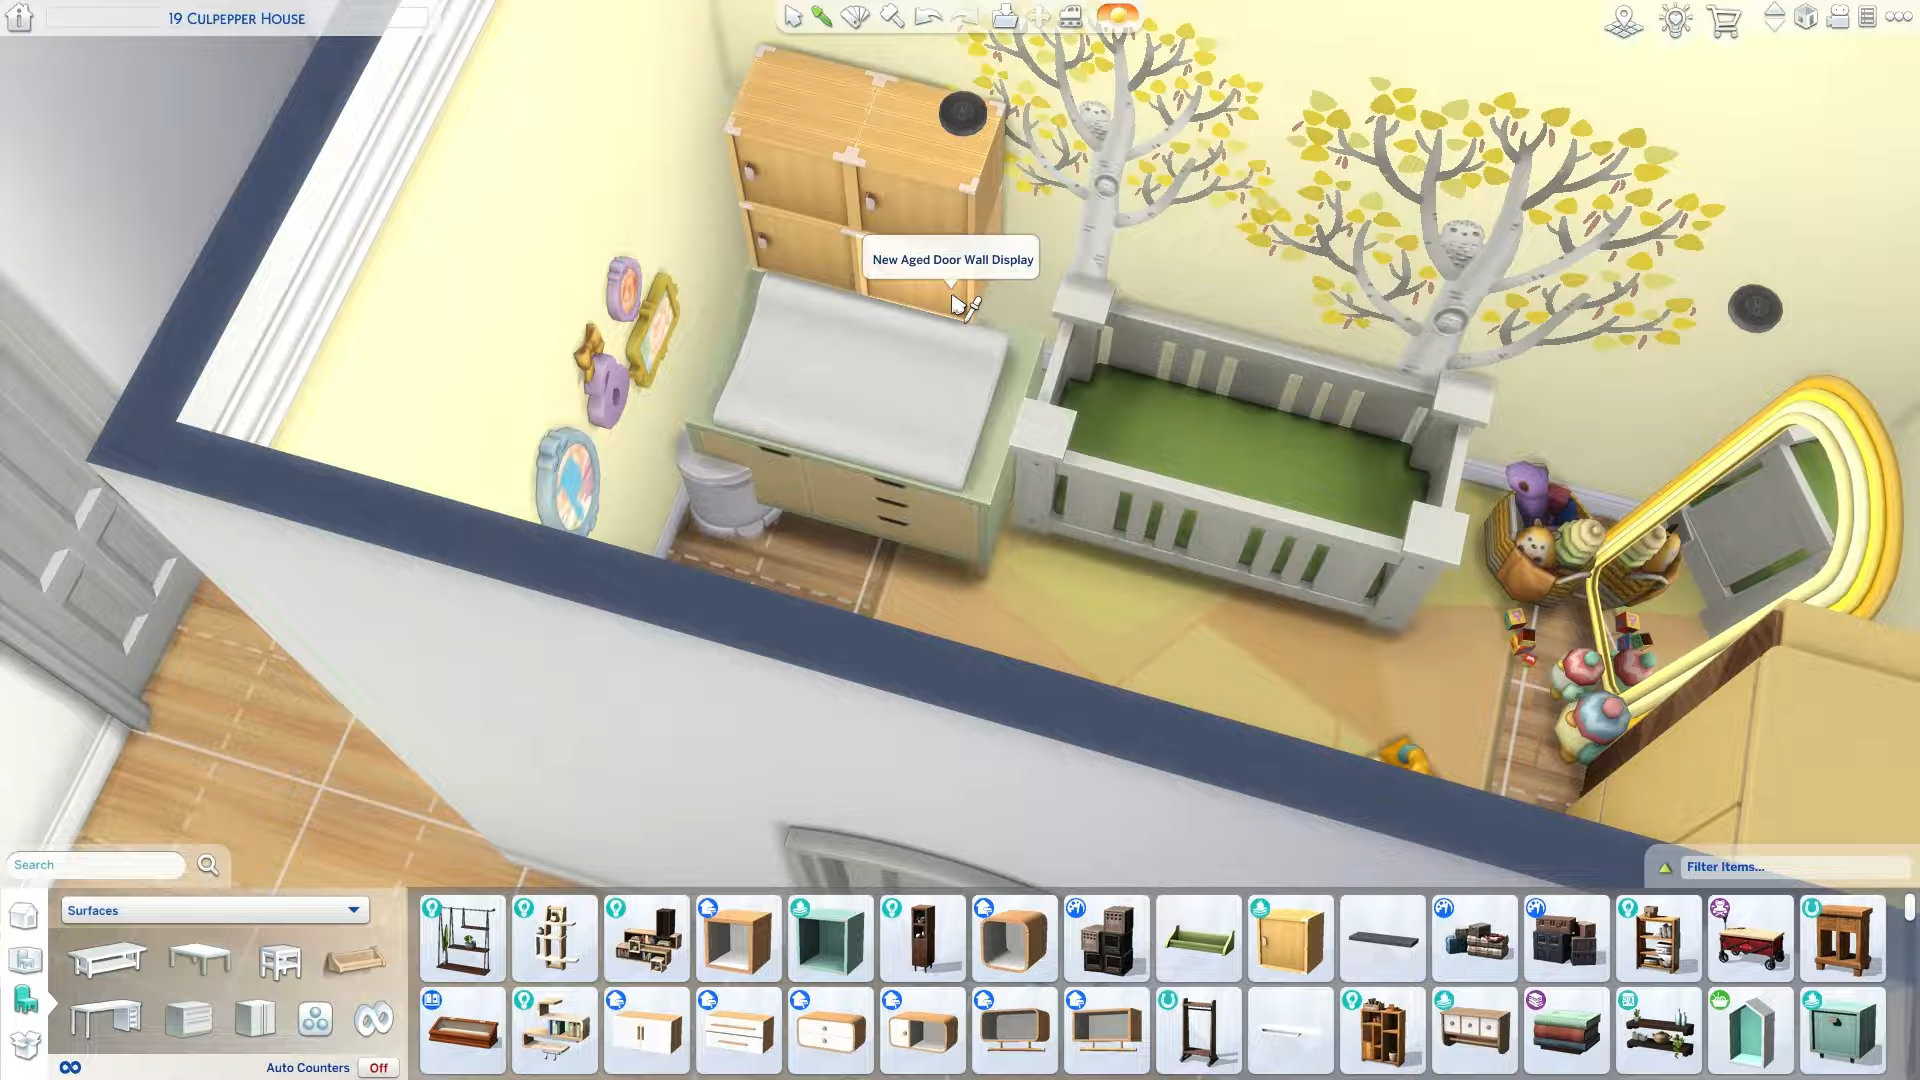 19 CULPEPPER HOUSE
New Aged Door Wall Display
Search
Filter Items...
Surfaces
Auto Counters
Off